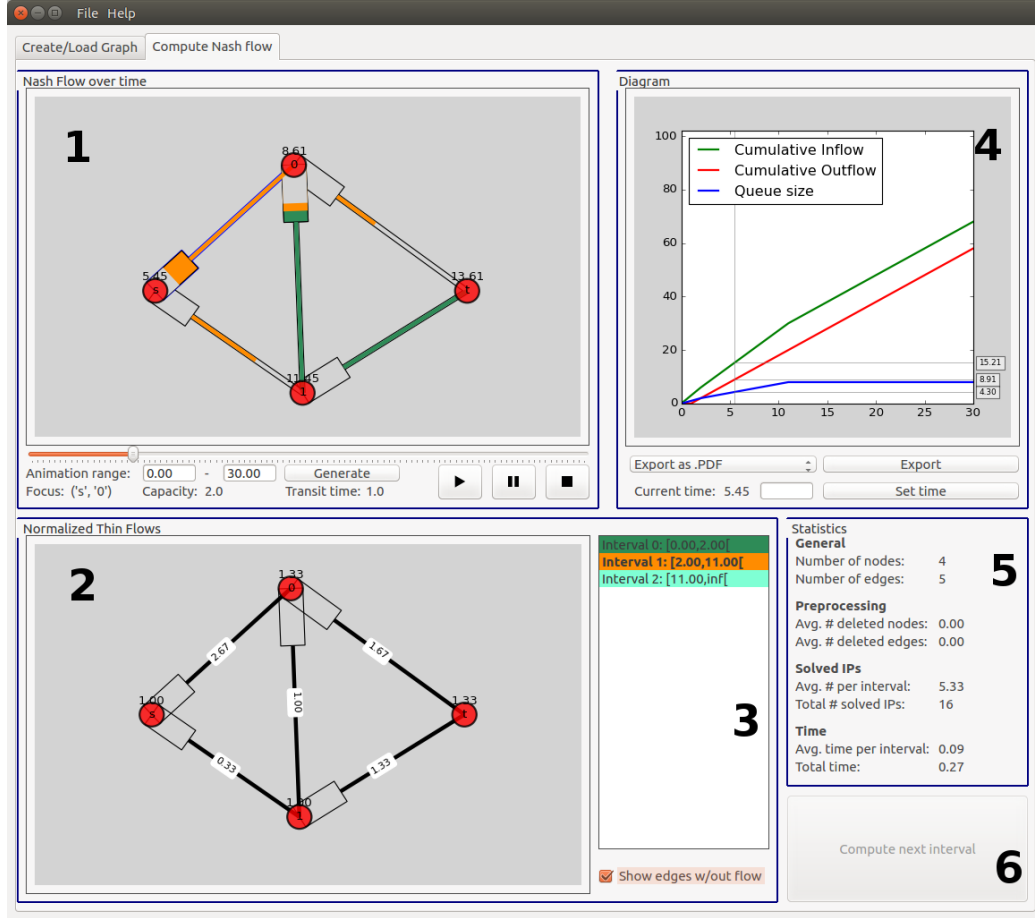 File Help
Create/Load Graph Compute Nash flow
Nash Flow over time
1
8.61
0
5.45
s
13.61
t
11.45
1
Animation range: 0.00 - 30.00 Generate
Focus: ('s', '0') Capacity: 2.0 Transit time: 1.0
Diagram
4
100
80
60
40
20
0
0 5 10 15 20 25 30
Cumulative Inflow
Cumulative Outflow
Queue size
15.21
8.91
4.30
Export as .PDF Export
Current time: 5.45 Set time
Normalized Thin Flows
2
1.33
0
2.67
1.67
1.00
s
1.00
1.33
t
0.33
1.33
1
Interval 0: [0.00,2.00[
Interval 1: [2.00,11.00[
Interval 2: [11.00,inf[
3
Show edges w/out flow
Statistics
General
Number of nodes: 4
Number of edges: 5
5
Preprocessing
Avg. # deleted nodes: 0.00
Avg. # deleted edges: 0.00
Solved IPs
Avg. # per interval: 5.33
Total # solved IPs: 16
Time
Avg. time per interval: 0.09
Total time: 0.27
Compute next interval
6